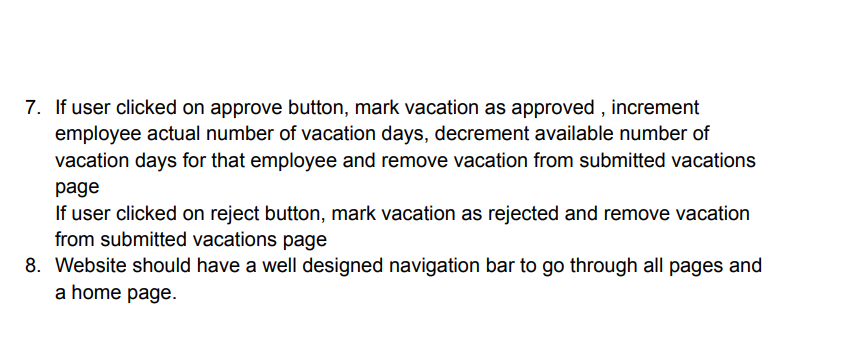 7. If user clicked on approve button, mark vacation as approved , increment
employee actual number of vacation days, decrement available number of
vacation days for that employee and remove vacation from submitted vacations
page
If user clicked on reject button, mark vacation as rejected and remove vacation
from submitted vacations page
8. Website should have a well designed navigation bar to go through all pages and
a home page.